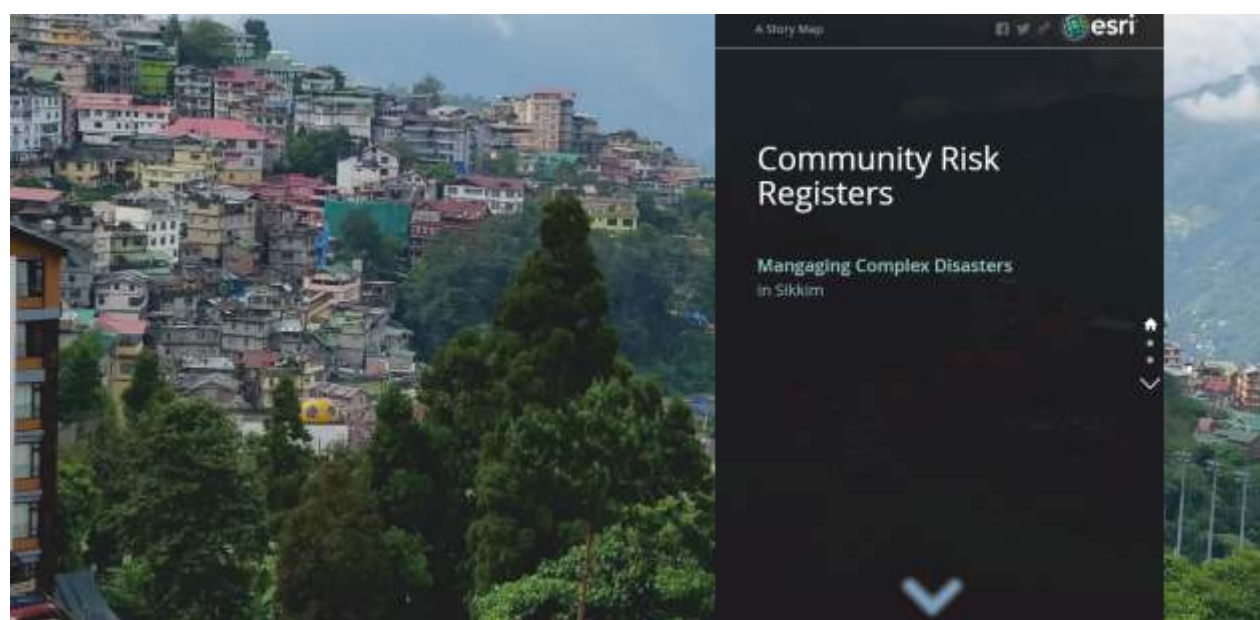 A Story Map
esri
Community Risk
Registers
Mangaging Complex Disasters
in Sikkim